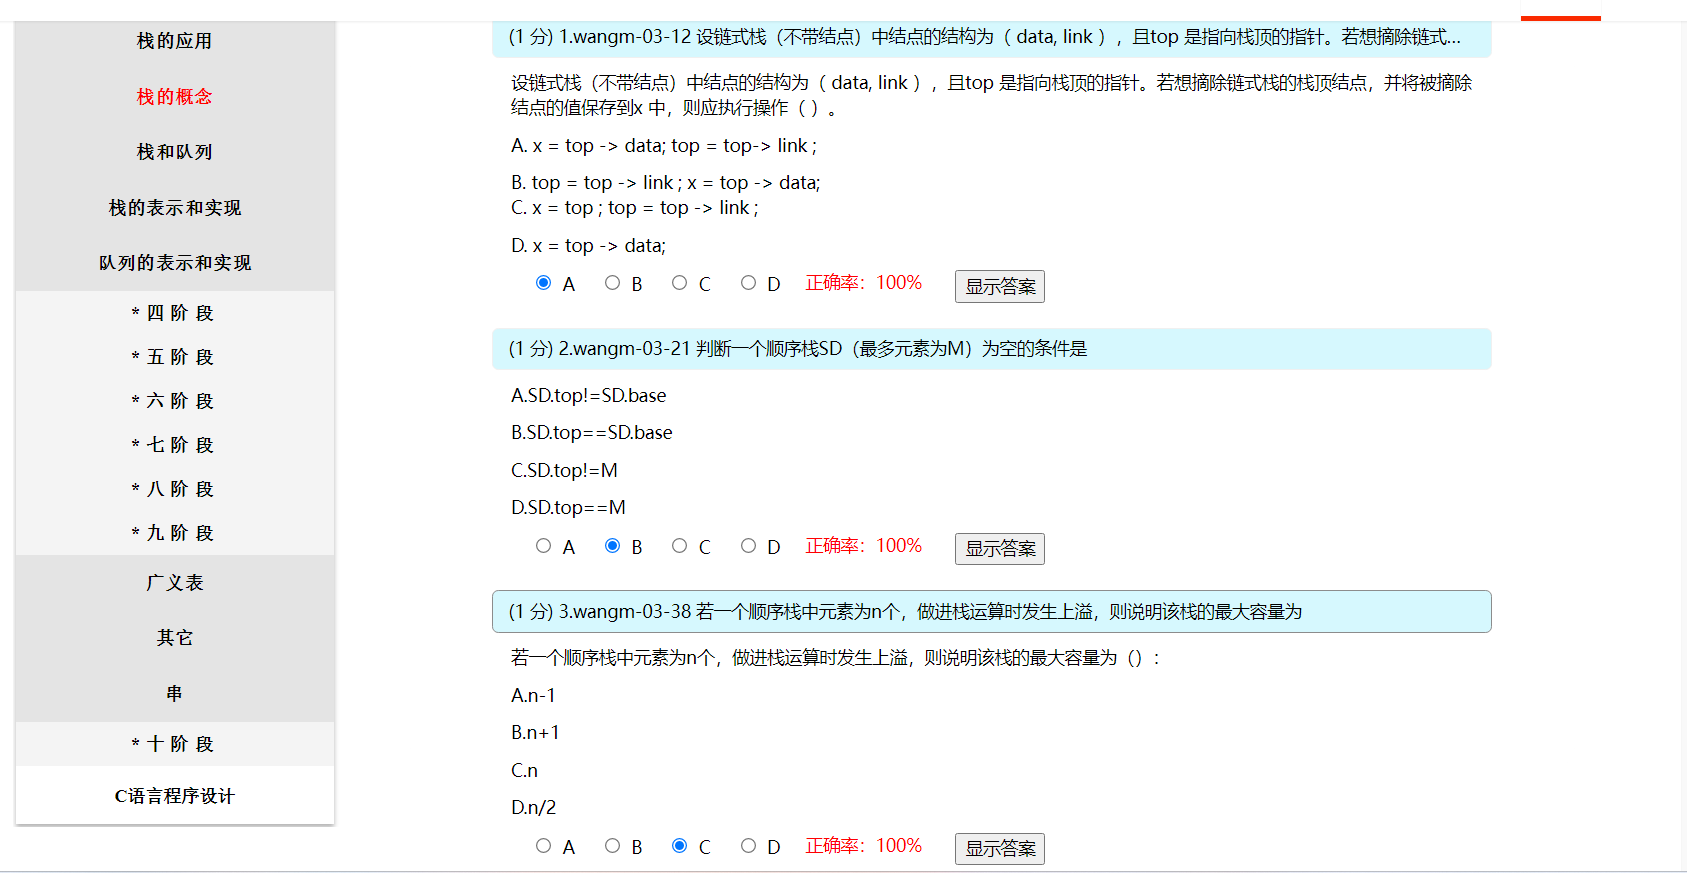 栈的应用
栈的概念
栈和队列
栈的表示和实现
队列的表示和实现
* 四 阶 段
* 五 阶 段
* 六 阶 段
* 七 阶 段
* 八 阶 段
* 九 阶 段
广义表
其它
串
* 十 阶 段
C语言程序设计
(1 分) 1.wangm-03-12 设链式栈（不带结点）中结点的结构为（ data, link ），且top 是指向栈顶的指针。若想摘除链式...
设链式栈（不带结点）中结点的结构为（ data, link ），且top 是指向栈顶的指针。若想摘除链式栈的栈顶结点，并将被摘除
结点的值保存到x 中，则应执行操作（ ）。
A. x = top -> data; top = top-> link ;
B. top = top -> link ; x = top -> data;
C. x = top ; top = top -> link ;
D. x = top -> data;
A B C D 正确率：100% 显示答案
(1 分) 2.wangm-03-21 判断一个顺序栈SD（最多元素为M）为空的条件是
A.SD.top!=SD.base
B.SD.top==SD.base
C.SD.top!=M
D.SD.top==M
A B C D 正确率：100% 显示答案
(1 分) 3.wangm-03-38 若一个顺序栈中元素为n个，做进栈运算时发生上溢，则说明该栈的最大容量为
若一个顺序栈中元素为n个，做进栈运算时发生上溢，则说明该栈的最大容量为（）：
A.n-1
B.n+1
C.n
D.n/2
A B C D 正确率：100% 显示答案